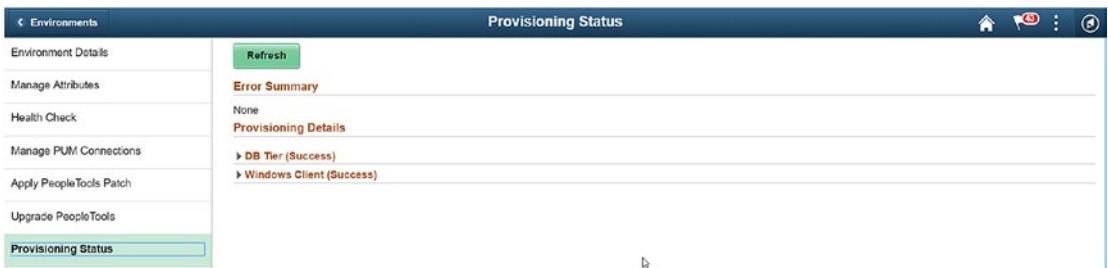 Environments
Provisioning Status
43
Environment Details
Manage Attributes
Health Check
Manage PUM Connections
Apply PeopleTools Patch
Upgrade PeopleTools
Provisioning Status
Refresh
Error Summary
None
Provisioning Details
DB Tier (Success)
Windows Client (Success)